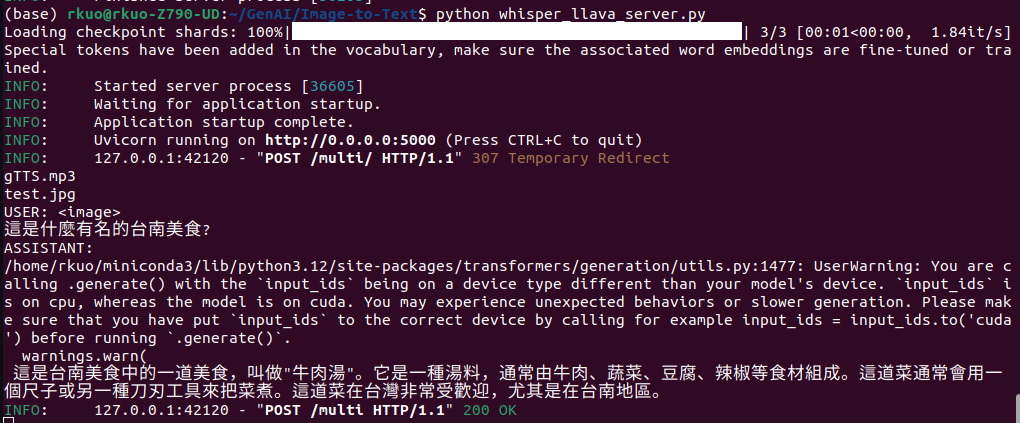 (base) rkuo@rkuo-Z790-UD:~/GenAI/Image-to-Text$ python whisper_llava_server.py
Loading checkpoint shards: 100%|██████████| 3/3 [00:01<00:00,  1.84it/s]
Special tokens have been added in the vocabulary, make sure the associated word embeddings are fine-tuned or tra
ined.
INFO:     Started server process [36605]
INFO:     Waiting for application startup.
INFO:     Application startup complete.
INFO:     Uvicorn running on http://0.0.0.0:5000 (Press CTRL+C to quit)
INFO:     127.0.0.1:42120 - "POST /multi/ HTTP/1.1" 307 Temporary Redirect
gTTS.mp3
test.jpg
USER: <image>
這是什麼有名的台南美食?
ASSISTANT:
/home/rkuo/miniconda3/lib/python3.12/site-packages/transformers/generation/utils.py:1477: UserWarning: You are c
alling .generate() with the `input_ids` being on a device type different than your model's device. `input_ids` i
s on cpu, whereas the model is on cuda. You may experience unexpected behaviors or slower generation. Please mak
e sure that you have put `input_ids` to the correct device by calling for example input_ids = input_ids.to('cuda
') before running `.generate()`.
  warnings.warn(
 這是台南美食中的一道美食，叫做"牛肉湯"。它是一種湯料，通常由牛肉、蔬菜、豆腐、辣椒等食材組成。這道菜通常會用一
個尺子或另一種刀刃工具來把菜煮。這道菜在台灣非常受歡迎，尤其是在台南地區。
INFO:     127.0.0.1:42120 - "POST /multi HTTP/1.1" 200 OK